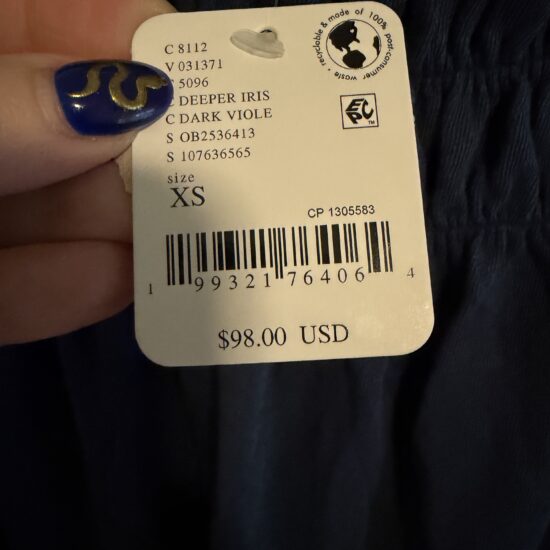 C 8112
V 031371
5096
DEEPER IRIS
C DARK VIOLE
S OB2536413
S 107636565
size
XS
recyclable & made of 100% post-consumer waste
CP 1305583
1 99321 76406 4
$98.00 USD